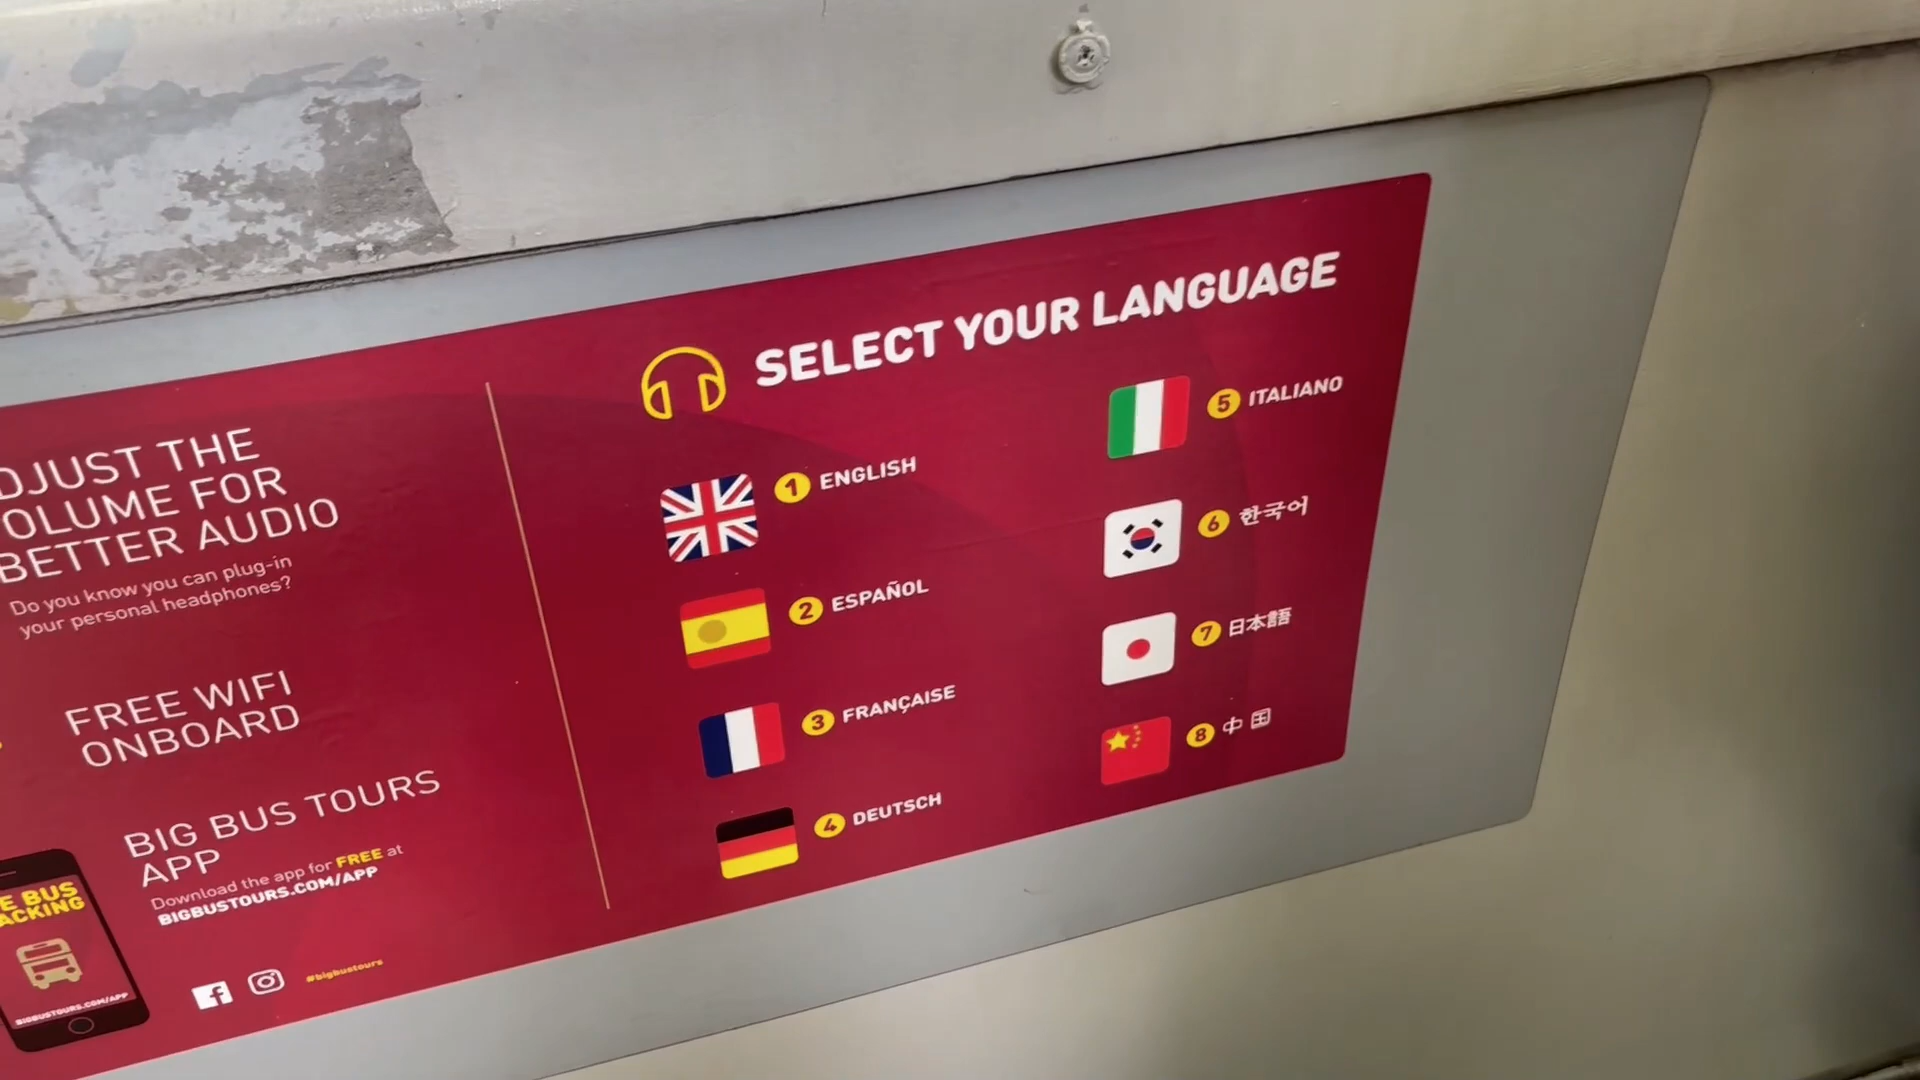 DJUST THE
OLUME FOR
BETTER AUDIO
Do you know you can plug-in
your personal headphones?
FREE WIFI
ONBOARD
BIG BUS TOURS
APP
Download the app for FREE at
BIGBUSTOURS.COM/APP
E BUS
ACKING
BIGBUSTOURS.COM/APP
#bigbustours
SELECT YOUR LANGUAGE
1 ENGLISH
2 ESPAÑOL
3 FRANÇAISE
4 DEUTSCH
5 ITALIANO
6 한국어
7 日本語
8 中国